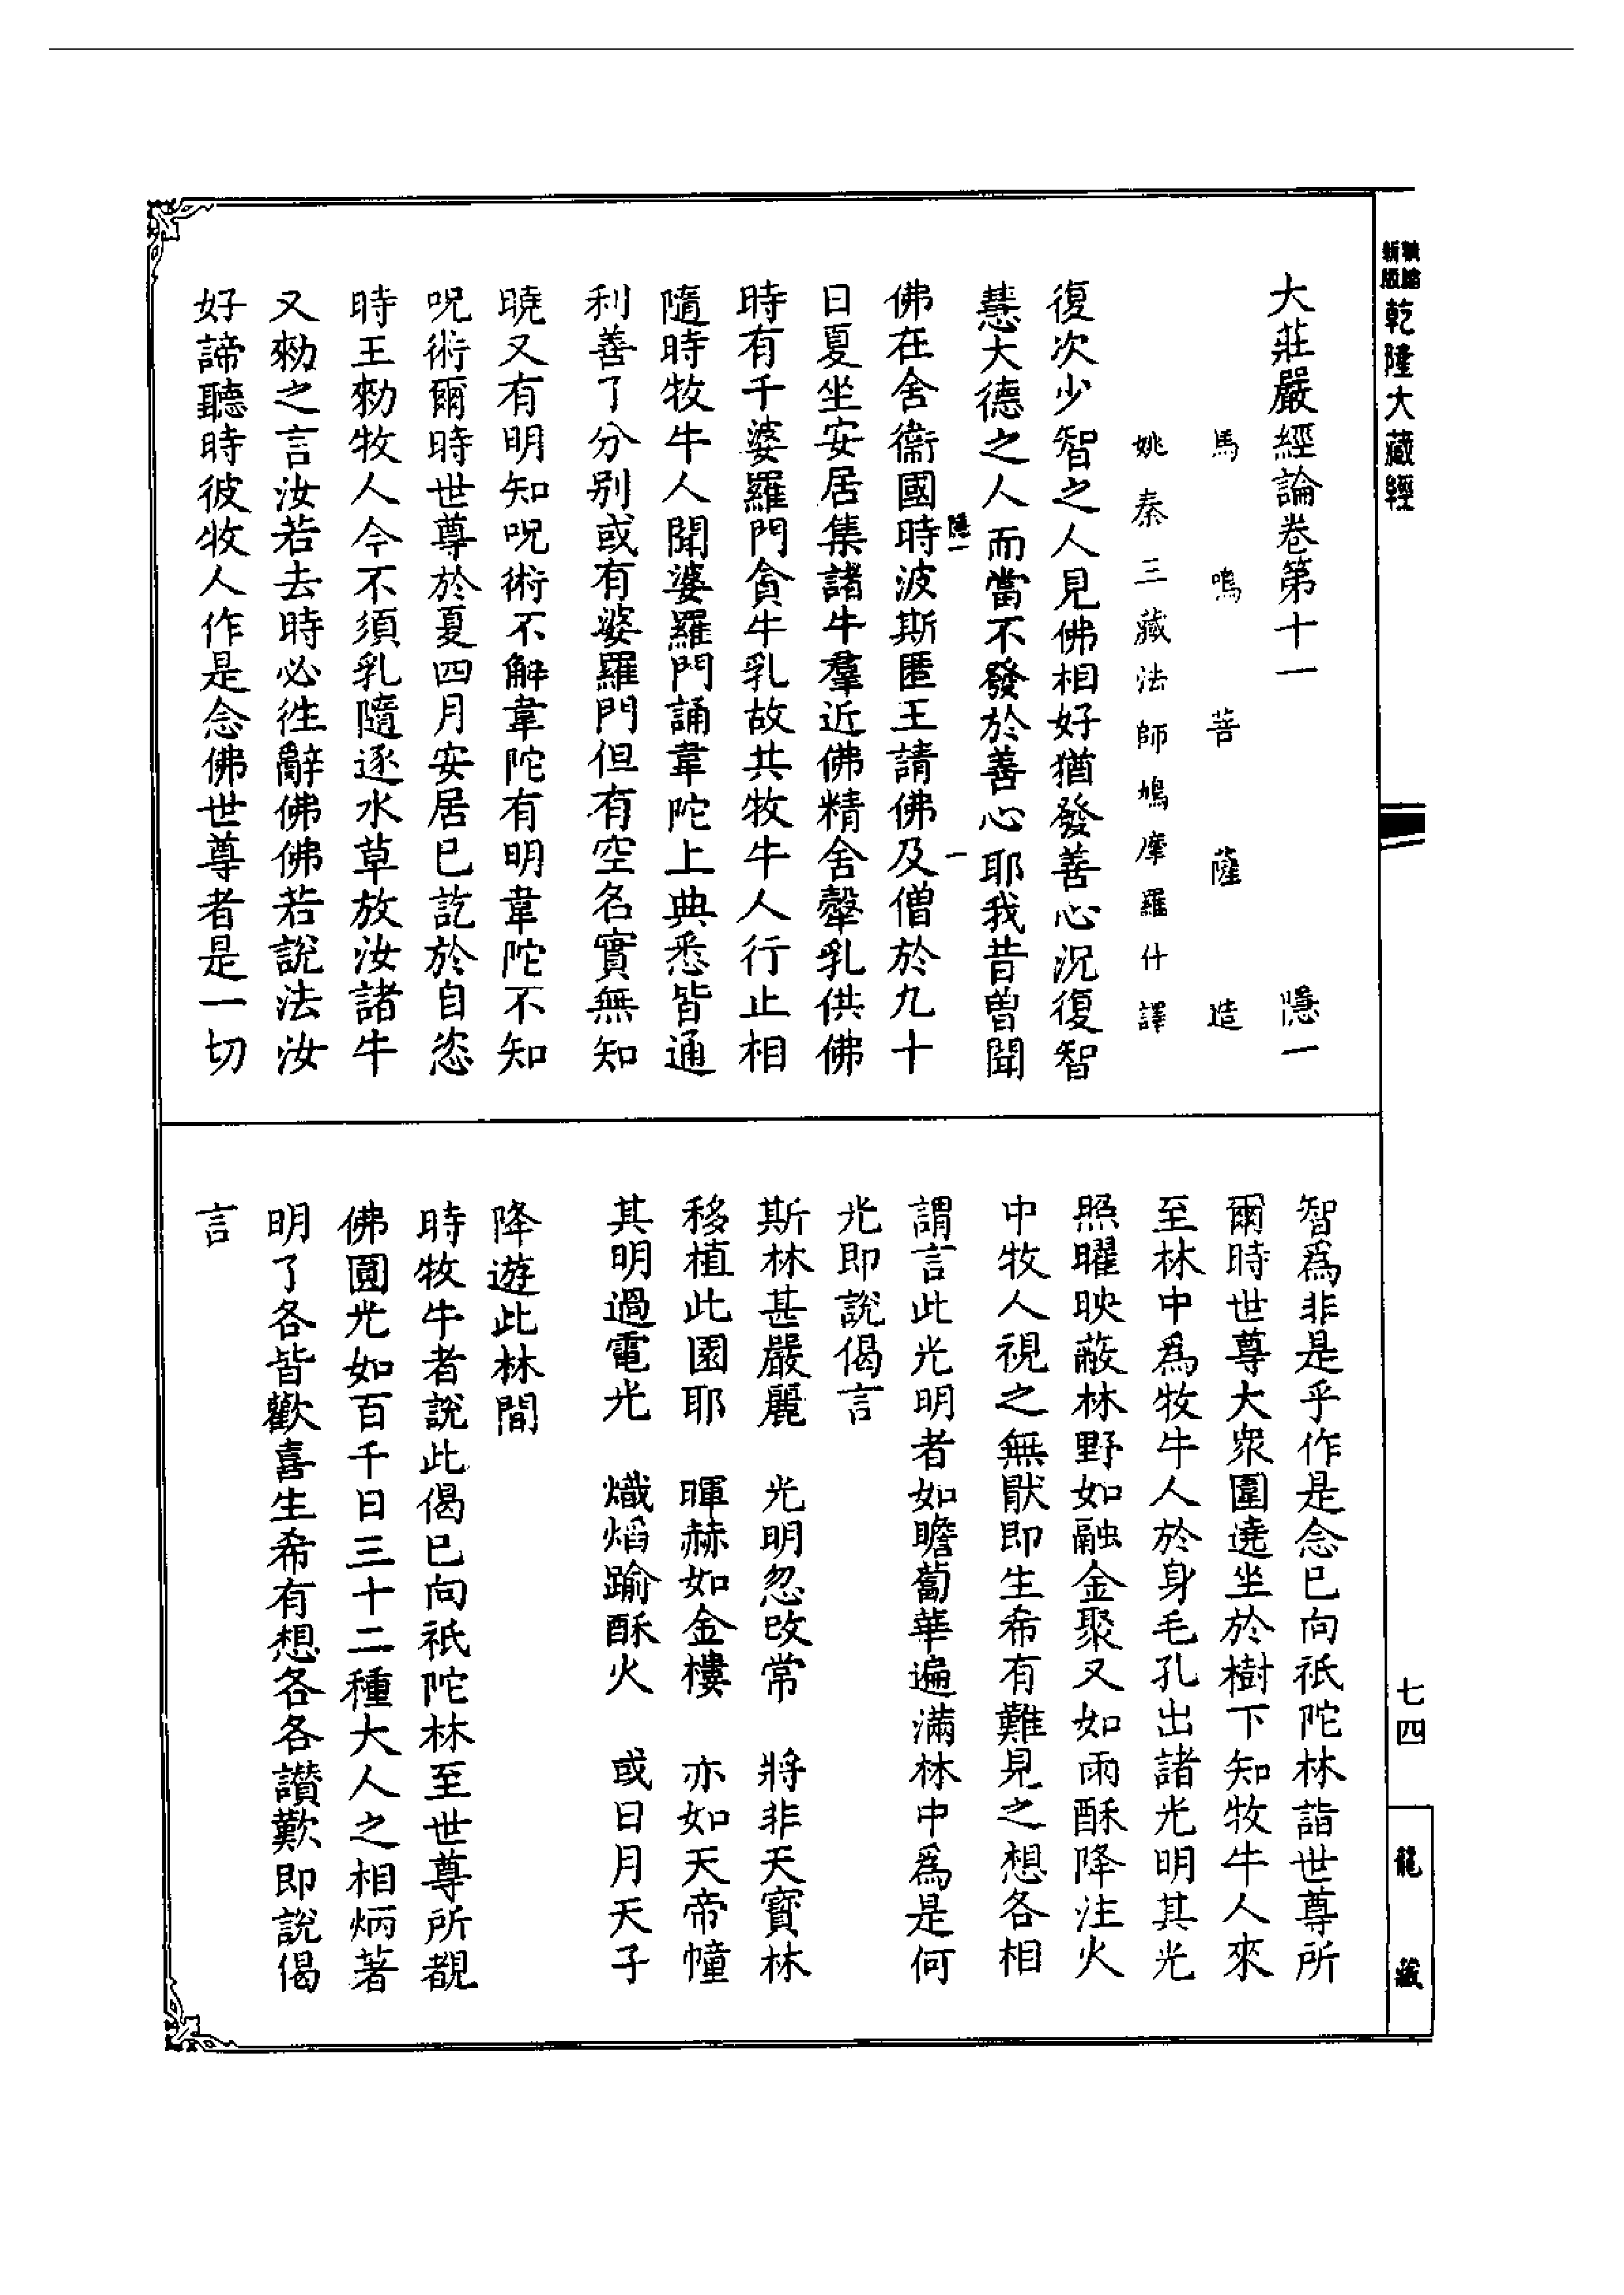 新版
乾隆大藏經
大莊嚴經論卷第十一 隱一
馬鳴菩薩造
姚秦三藏法師鳩摩羅什譯
復次少智之人見佛相好猶發善心況復智
慧大德之人而當不發於善心耶我昔曾聞
隱一 一
佛在舍衞國時波斯匿王請佛及僧於九十
日夏坐安居集諸牛羣近佛精舍㲉乳供佛
時有千婆羅門貪牛乳故共牧牛人行止相
隨時牧牛人聞婆羅門誦韋陀上典悉皆通
利善了分别或有婆羅門但有空名實無知
曉又有明知呪術不解韋陀有明韋陀不知
呪術爾時世尊於夏四月安居已訖於自恣
時王勑牧人今不須乳隨逐水草放汝諸牛
又勑之言汝若去時必往辭佛佛若說法汝
好諦聽時彼牧人作是念佛世尊者是一切
智爲非是乎作是念已向祇陀林詣世尊所
爾時世尊大衆圍遶坐於樹下知牧牛人來
至林中爲牧牛人於身毛孔出諸光明其光
照曜映蔽林野如融金聚又如雨酥降注火
中牧人視之無猒即生希有難見之想各相
謂言此光明者如瞻蔔華遍滿林中爲是何
光即說偈言
斯林甚嚴麗 光明忽改常 將非天寳林
移植此園耶 暉赫如金樓 亦如天帝幢
其明過電光 熾焰踰酥火 或日月天子
降遊此林間
時牧牛者說此偈已向祇陀林至世尊所覩
佛圓光如百千日三十二種大人之相炳著
明了各皆歡喜生希有想各各讃歎即說偈
言
七四
龍藏